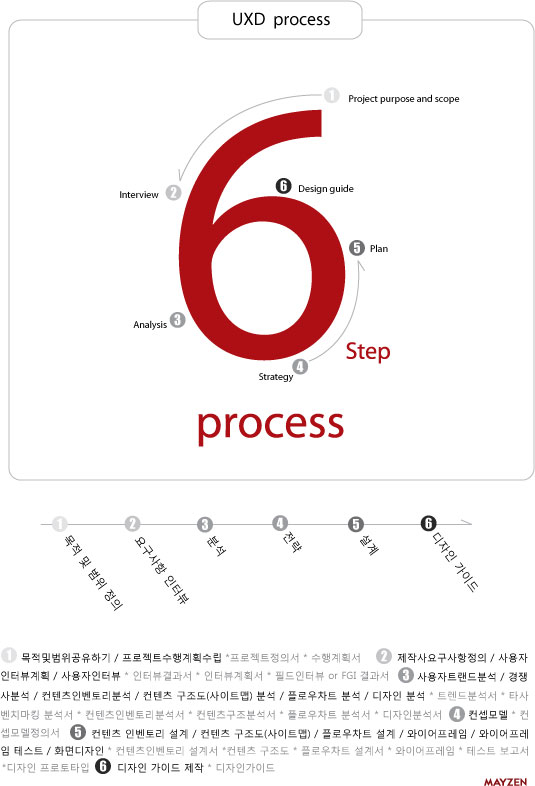 UXD process
1 Project purpose and scope
Interview 2
6 Design guide
5 Plan
Analysis 3
6
Step
Strategy 4
process
1 2 3 4 5 6
목적 및 범위 정의
요구사항 인터뷰
분석
전략
설계
디자인 가이드
1 목적및범위공유하기 / 프로젝트수행계획수립 *프로젝트정의서 * 수행계획서 2 제작사요구사항정의 / 사용자
인터뷰계획 / 사용자인터뷰 * 인터뷰결과서 * 인터뷰계획서 * 필드인터뷰 or FGI 결과서 3 사용자트랜드분석 / 경쟁
사분석 / 컨텐츠인벤토리분석 / 컨텐츠 구조도(사이트맵) 분석 / 플로우차트 분석 / 디자인 분석 * 트렌드분석서 * 타사
벤치마킹 분석서 * 컨텐츠인벤토리분석서 * 컨텐츠구조분석서 * 플로우차트 분석서 * 디자인분석서 4 컨셉모델 * 컨
셉모델정의서 5 컨텐츠 인벤토리 설계 / 컨텐츠 구조도(사이트맵) / 플로우차트 설계 / 와이어프레임 / 와이어프레
임 테스트 / 화면디자인 * 컨텐츠인벤토리 설계서 *컨텐츠 구조도 * 플로우차트 설계서 * 와이어프레임 * 테스트 보고서
*디자인 프로토타입 6 디자인 가이드 제작 * 디자인가이드
MAYZEN